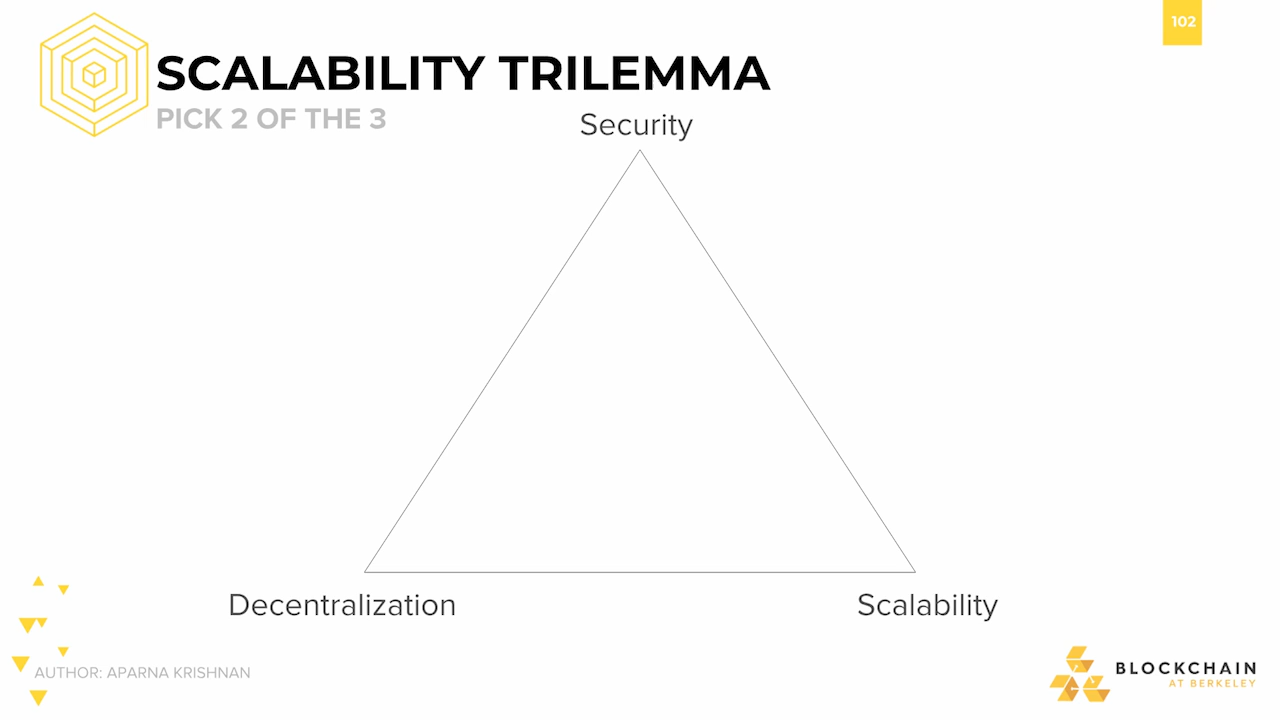 102
SCALABILITY TRILEMMA
PICK 2 OF THE 3
Security
Decentralization
Scalability
AUTHOR: APARNA KRISHNAN
BLOCKCHAIN
AT BERKELEY